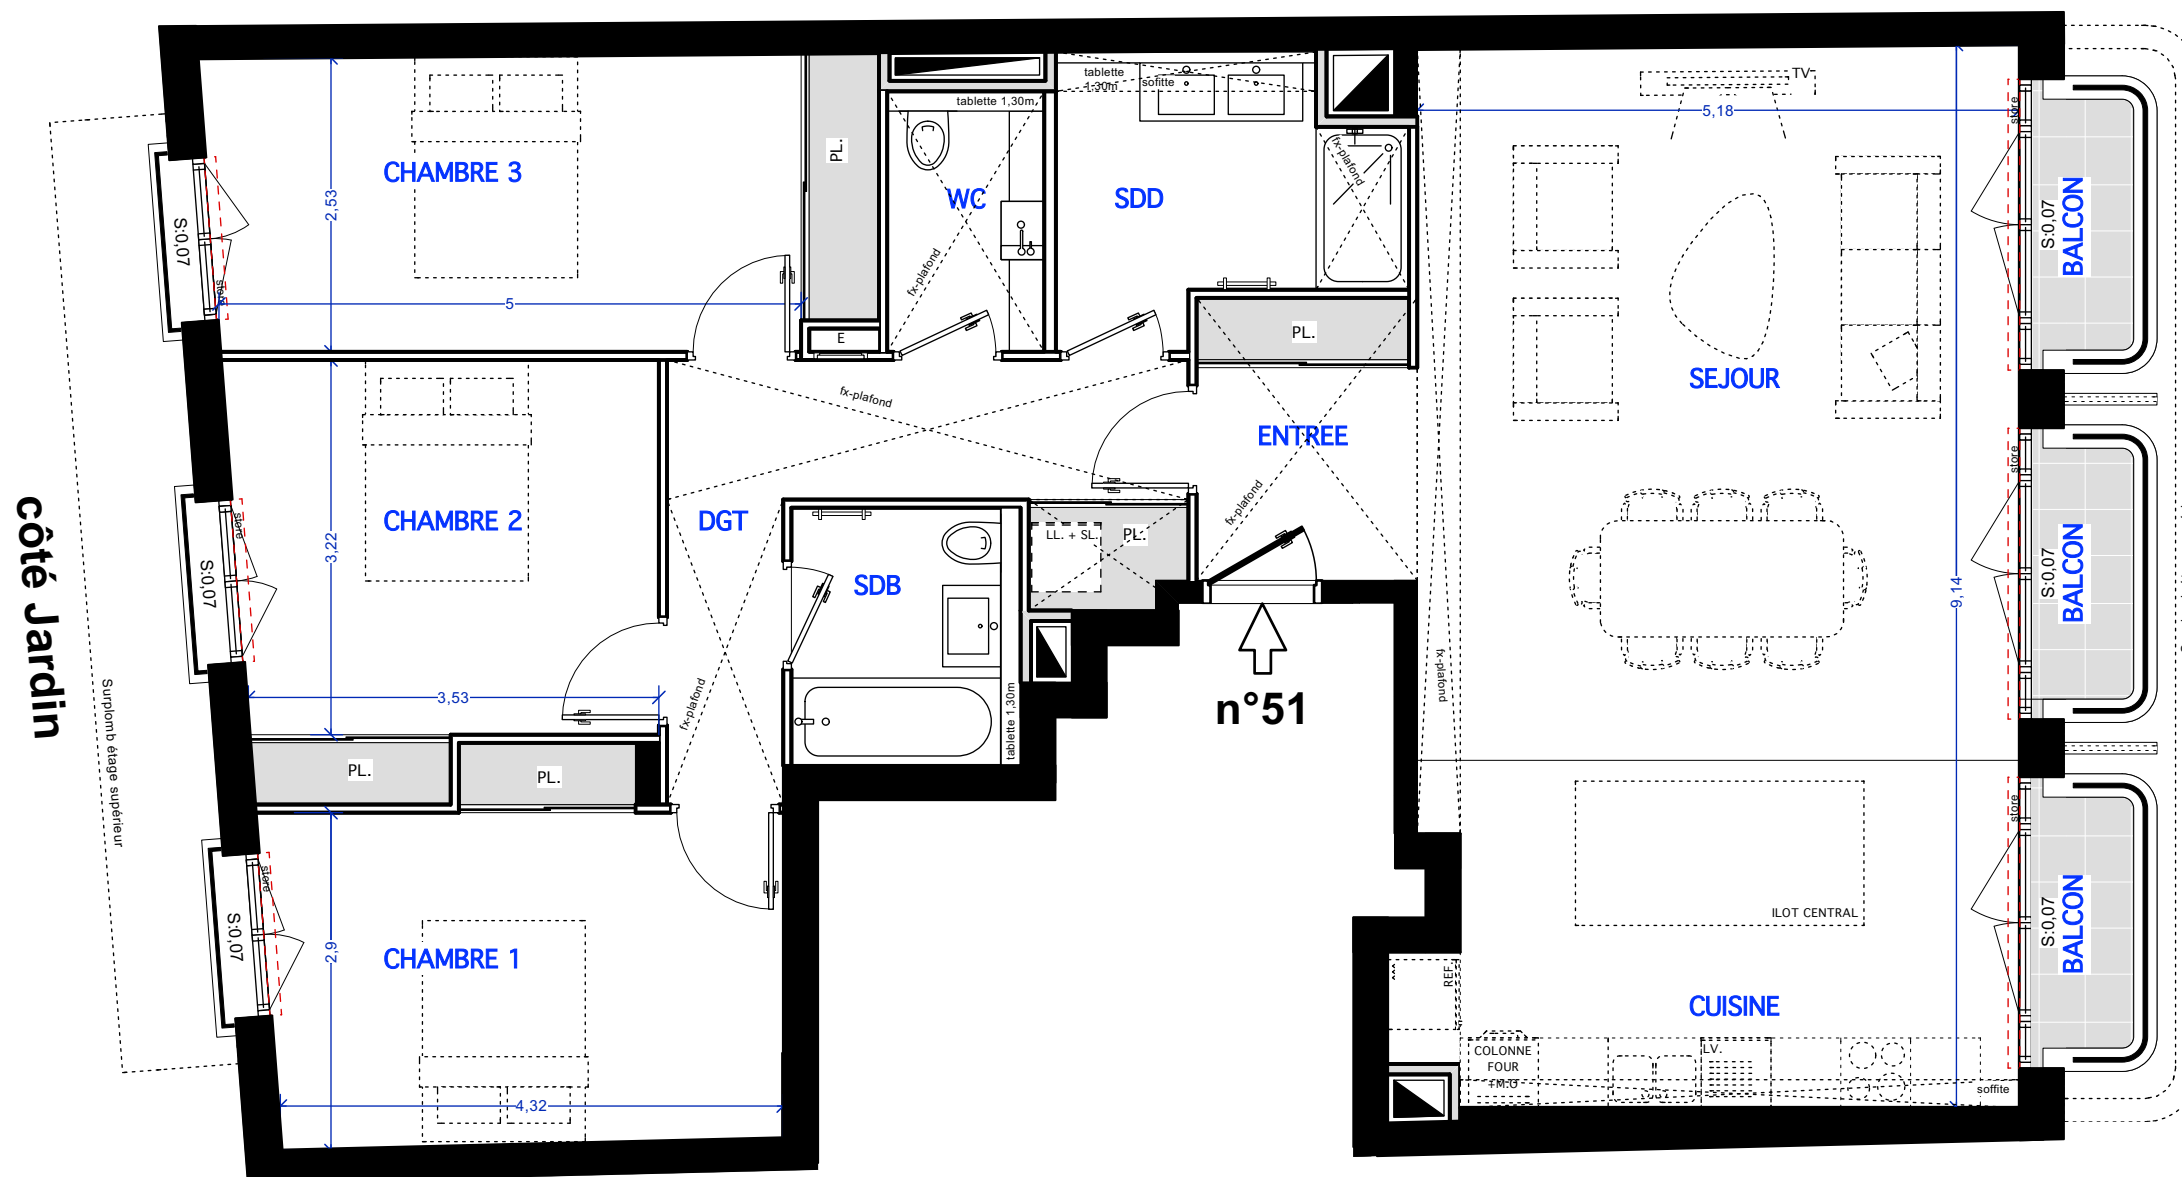 CHAMBRE 3
2,53
5
S:0,07
store
PL.
E
tablette 1,30m
WC
fx-plafond
tablette
1,30m
sofitte
SDD
fx-plafond
PL.
5,18
TV
SEJOUR
store
S:0,07
BALCON
fx-plafond
ENTREE
fx-plafond
CHAMBRE 2
3,22
3,53
S:0,07
store
DGT
fx-plafond
SDB
LL. + SL.
PL.
tablette 1,30m
n°51
fx-plafond
9,14
store
S:0,07
BALCON
côté Jardin
Surplomb étage supérieur
PL.
PL.
CHAMBRE 1
2,9
4,32
S:0,07
store
ILOT CENTRAL
CUISINE
REF.
COLONNE
FOUR
+M.O
LV.
soffite
store
S:0,07
BALCON